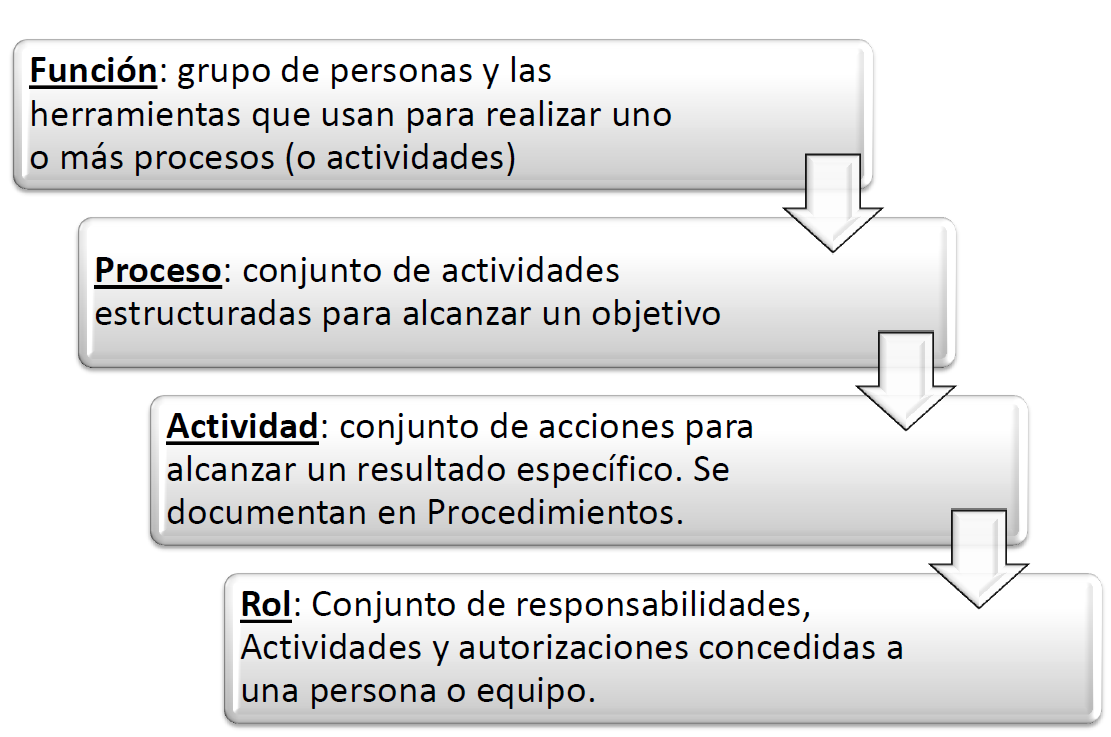 Función: grupo de personas y las
herramientas que usan para realizar uno
o más procesos (o actividades)
Proceso: conjunto de actividades
estructuradas para alcanzar un objetivo
Actividad: conjunto de acciones para
alcanzar un resultado específico. Se
documentan en Procedimientos.
Rol: Conjunto de responsabilidades,
Actividades y autorizaciones concedidas a
una persona o equipo.